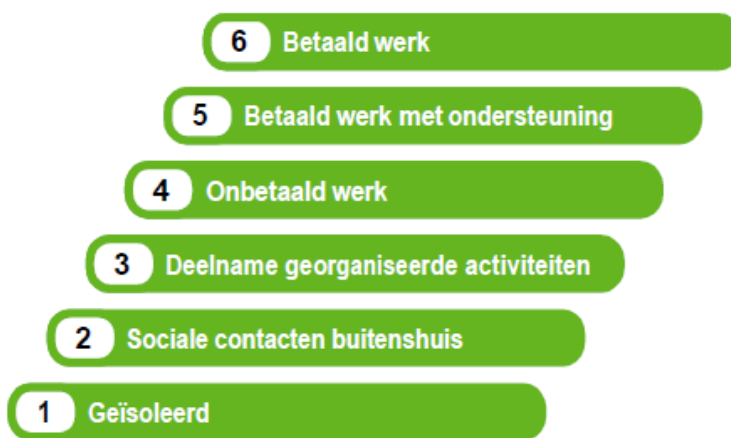 6 Betaald werk
5 Betaald werk met ondersteuning
4 Onbetaald werk
3 Deelname georganiseerde activiteiten
2 Sociale contacten buitenshuis
1 Geïsoleerd